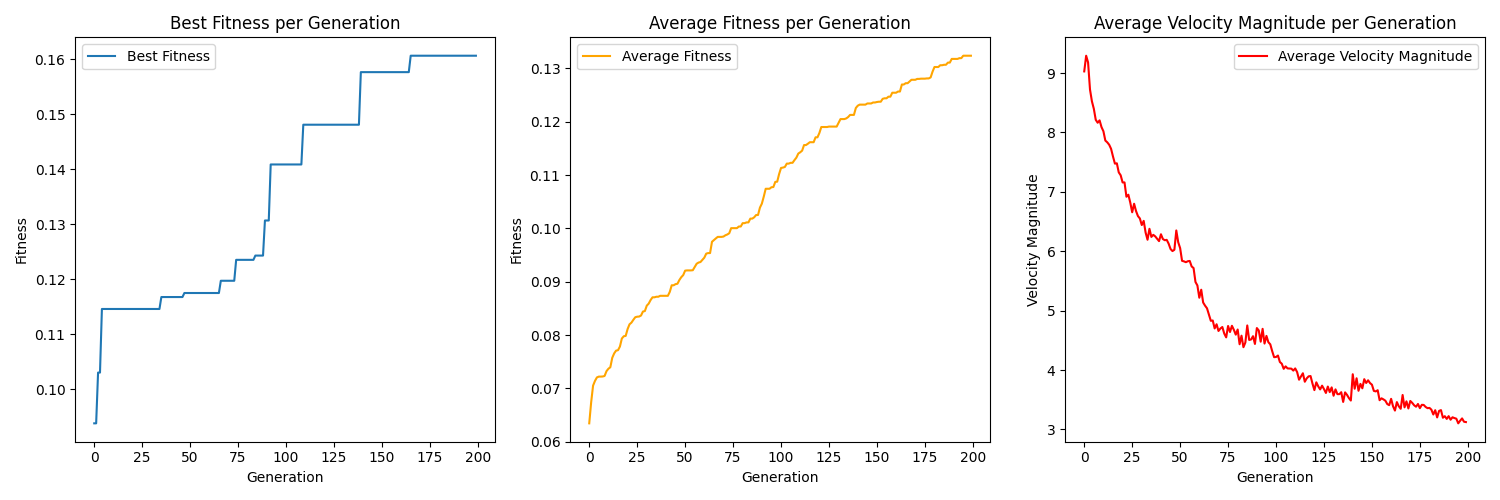 Best Fitness per Generation
Best Fitness
0.16
0.15
0.14
0.13
0.12
0.11
0.10
Fitness
0 25 50 75 100 125 150 175 200
Generation
Average Fitness per Generation
Average Fitness
0.13
0.12
0.11
0.10
0.09
0.08
0.07
0.06
Fitness
0 25 50 75 100 125 150 175 200
Generation
Average Velocity Magnitude per Generation
Average Velocity Magnitude
9
8
7
6
5
4
3
Velocity Magnitude
0 25 50 75 100 125 150 175 200
Generation